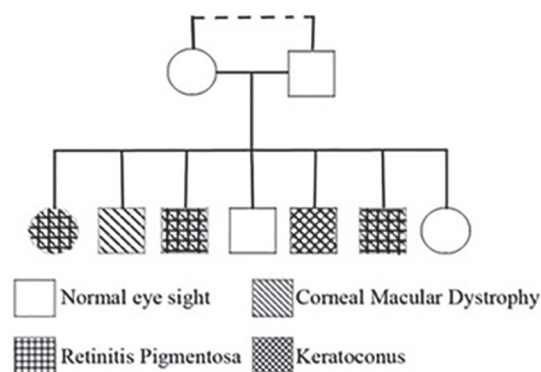 Normal eye sight
Corneal Macular Dystrophy
Retinitis Pigmentosa
Keratoconus